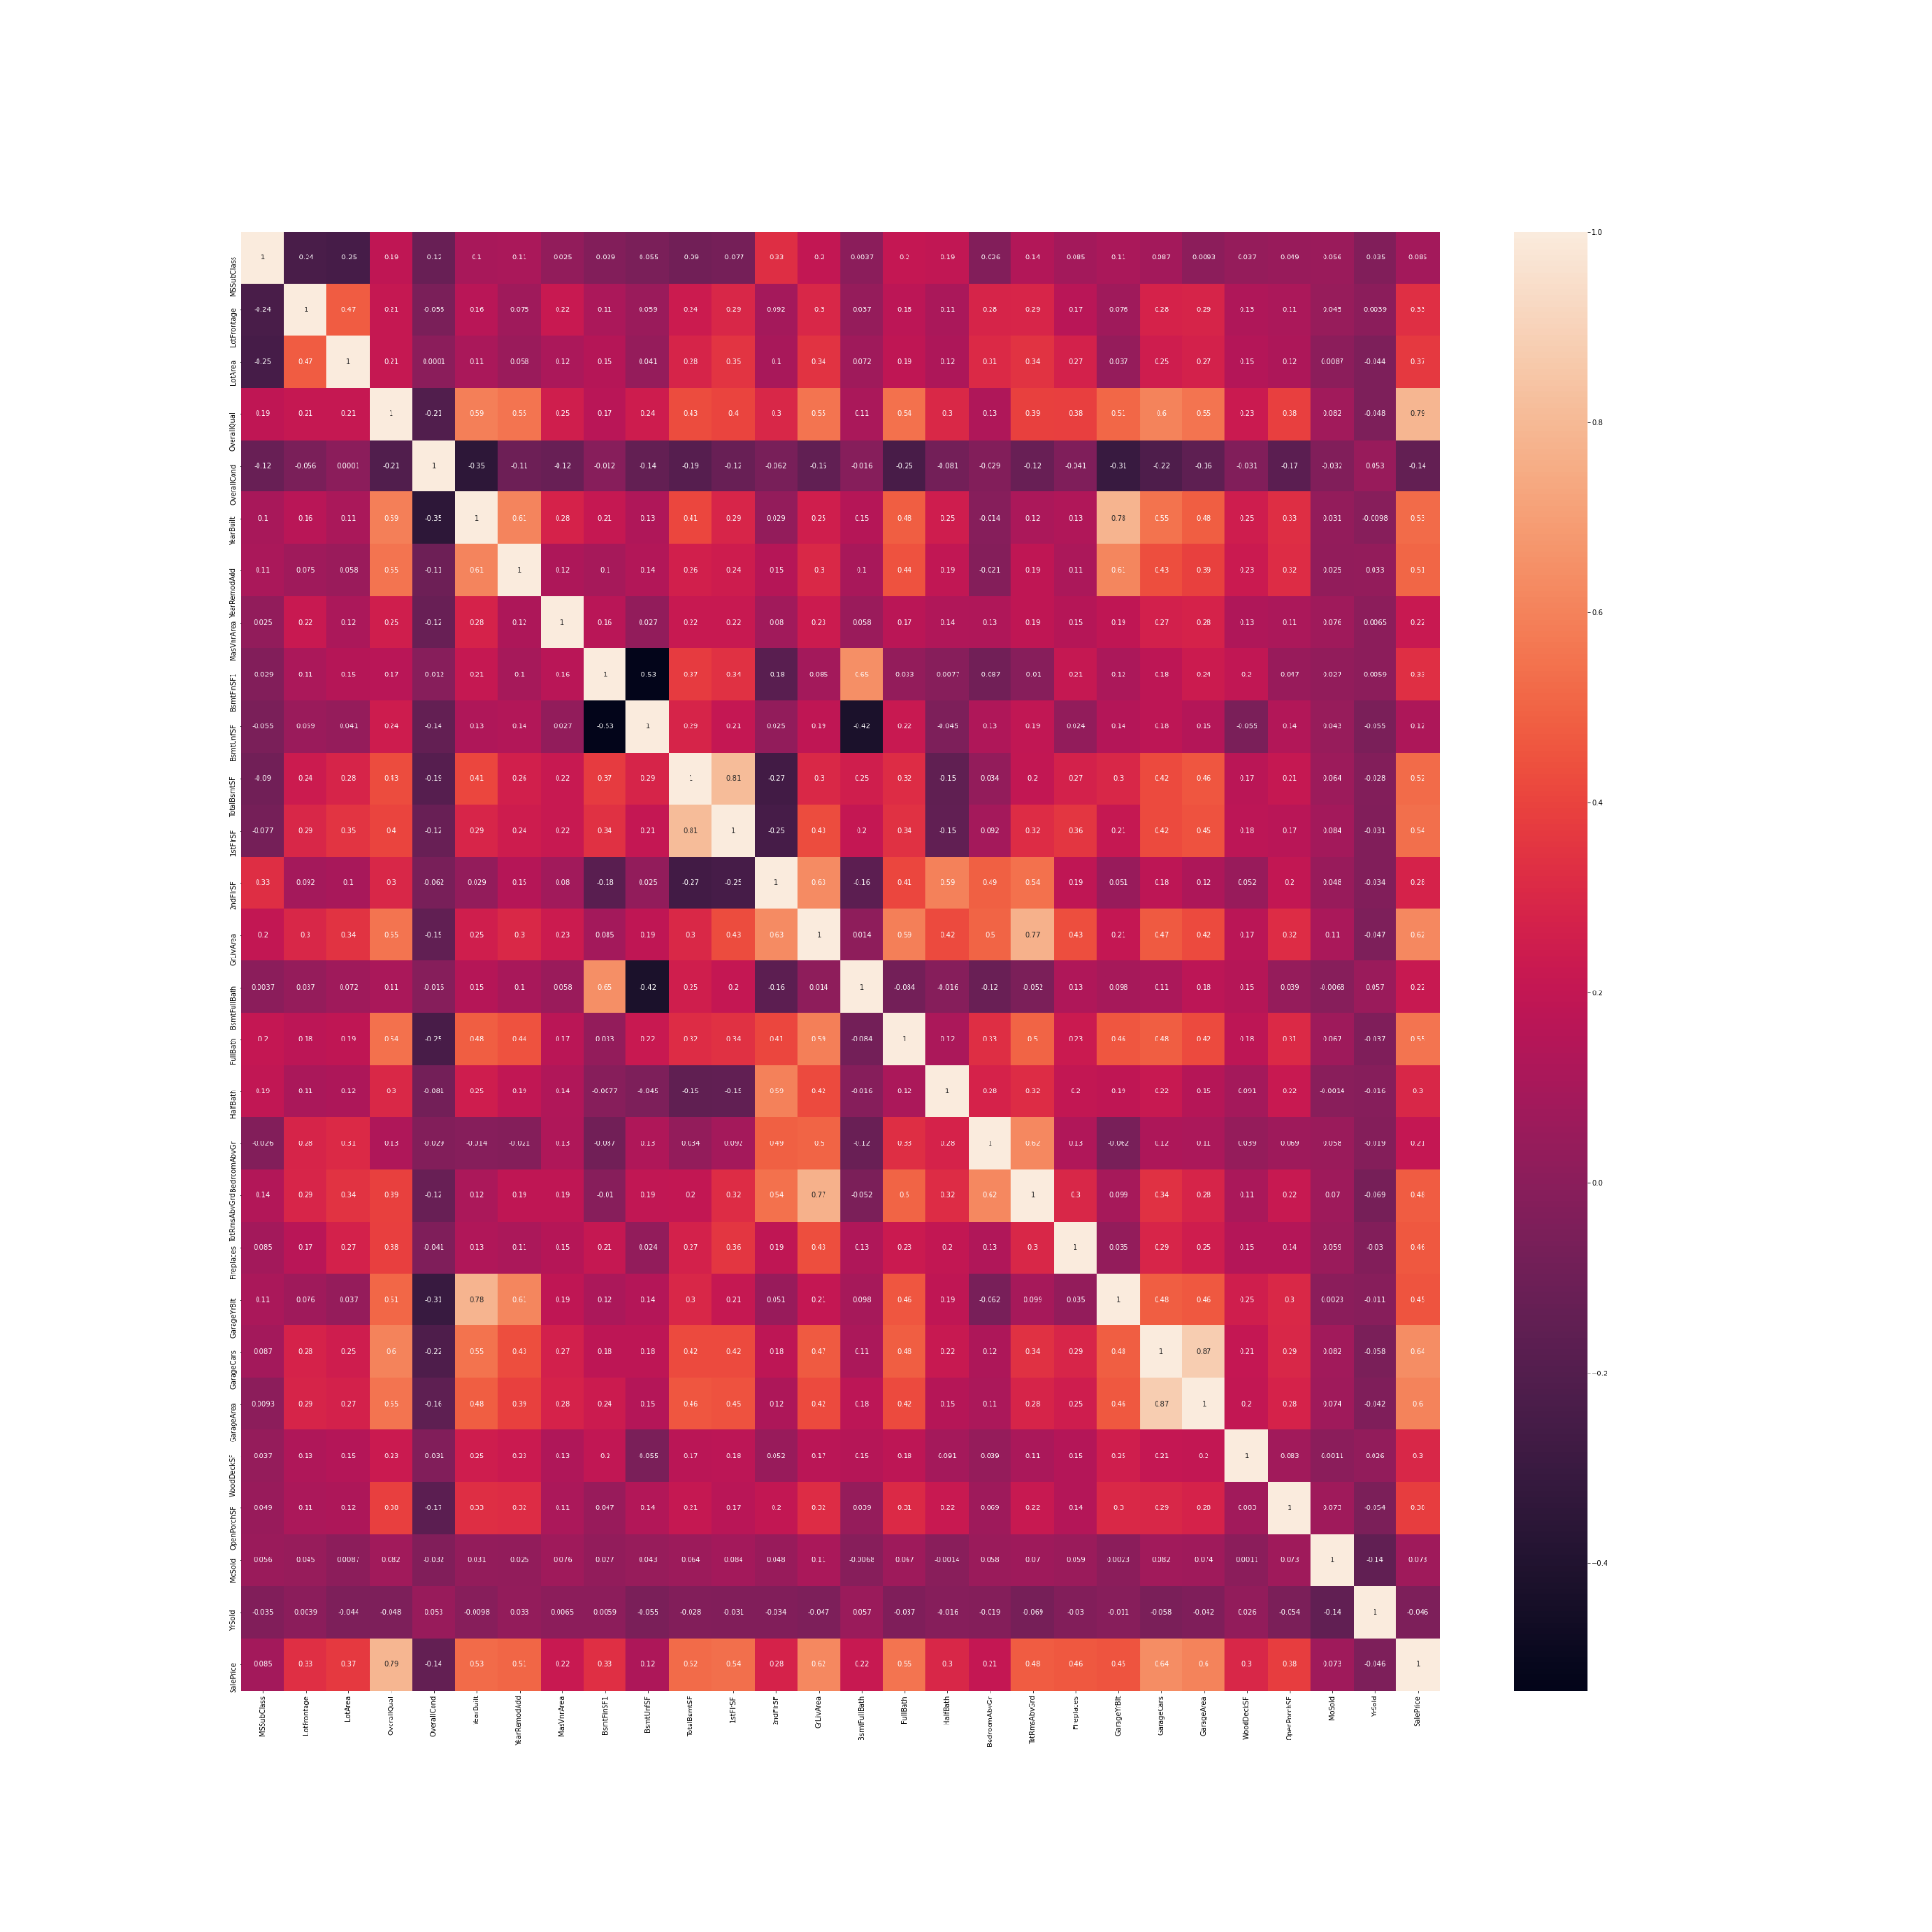 MSSubClass 1 -0.24 -0.25 0.19 -0.12 0.1 0.11 0.025 -0.029 -0.055 -0.09 -0.077 0.33 0.2 0.0037 0.2 0.19 -0.026 0.14 0.085 0.11 0.087 0.0093 0.037 0.049 0.056 -0.035 0.085
LotFrontage -0.24 1 0.47 0.21 -0.056 0.16 0.075 0.22 0.11 0.059 0.24 0.29 0.092 0.3 0.037 0.18 0.11 0.28 0.29 0.17 0.076 0.28 0.29 0.13 0.11 0.045 0.0039 0.33
LotArea -0.25 0.47 1 0.21 0.0001 0.11 0.058 0.12 0.15 0.041 0.28 0.35 0.1 0.34 0.072 0.19 0.12 0.31 0.34 0.27 0.037 0.25 0.27 0.15 0.12 0.0087 -0.044 0.37
OverallQual 0.19 0.21 0.21 1 -0.21 0.59 0.55 0.25 0.17 0.24 0.43 0.4 0.3 0.55 0.11 0.54 0.3 0.13 0.39 0.38 0.51 0.6 0.55 0.23 0.38 0.082 -0.048 0.79
OverallCond -0.12 -0.056 0.0001 -0.21 1 -0.35 -0.11 -0.12 -0.012 -0.14 -0.19 -0.12 -0.062 -0.15 -0.016 -0.25 -0.081 -0.029 -0.12 -0.041 -0.31 -0.22 -0.16 -0.031 -0.17 -0.032 0.053 -0.14
YearBuilt 0.1 0.16 0.11 0.59 -0.35 1 0.61 0.28 0.21 0.13 0.41 0.29 0.029 0.25 0.15 0.48 0.25 -0.014 0.12 0.13 0.78 0.55 0.48 0.25 0.33 0.031 -0.0098 0.53
YearRemodAdd 0.11 0.075 0.058 0.55 -0.11 0.61 1 0.12 0.1 0.14 0.26 0.24 0.15 0.3 0.1 0.44 0.19 -0.021 0.19 0.11 0.61 0.43 0.39 0.23 0.32 0.025 0.033 0.51
MasVnrArea 0.025 0.22 0.12 0.25 -0.12 0.28 0.12 1 0.16 0.027 0.22 0.22 0.08 0.23 0.058 0.17 0.14 0.13 0.19 0.15 0.19 0.27 0.28 0.13 0.11 0.076 0.0065 0.22
BsmtFinSF1 -0.029 0.11 0.15 0.17 -0.012 0.21 0.1 0.16 1 -0.53 0.37 0.34 -0.18 0.085 0.65 0.033 -0.0077 -0.087 -0.01 0.21 0.12 0.18 0.24 0.2 0.047 0.027 0.0059 0.33
BsmtUnfSF -0.055 0.059 0.041 0.24 -0.14 0.13 0.14 0.027 -0.53 1 0.29 0.21 0.025 0.19 -0.42 0.22 -0.045 0.13 0.19 0.024 0.14 0.18 0.15 -0.055 0.14 0.043 -0.055 0.12
TotalBsmtSF -0.09 0.24 0.28 0.43 -0.19 0.41 0.26 0.22 0.37 0.29 1 0.81 -0.27 0.3 0.25 0.32 -0.15 0.034 0.2 0.27 0.3 0.42 0.46 0.17 0.21 0.064 -0.028 0.52
1stFlrSF -0.077 0.29 0.35 0.4 -0.12 0.29 0.24 0.22 0.34 0.21 0.81 1 -0.25 0.43 0.2 0.34 -0.15 0.092 0.32 0.36 0.21 0.42 0.45 0.18 0.17 0.084 -0.031 0.54
2ndFlrSF 0.33 0.092 0.1 0.3 -0.062 0.029 0.15 0.08 -0.18 0.025 -0.27 -0.25 1 0.63 -0.16 0.41 0.59 0.49 0.54 0.19 0.051 0.18 0.12 0.052 0.2 0.048 -0.034 0.28
GrLivArea 0.2 0.3 0.34 0.55 -0.15 0.25 0.3 0.23 0.085 0.19 0.3 0.43 0.63 1 0.014 0.59 0.42 0.5 0.77 0.43 0.21 0.47 0.42 0.17 0.32 0.11 -0.047 0.62
BsmtFullBath 0.0037 0.037 0.072 0.11 -0.016 0.15 0.1 0.058 0.65 -0.42 0.25 0.2 -0.16 0.014 1 -0.084 -0.016 -0.12 -0.052 0.13 0.098 0.11 0.18 0.15 0.039 -0.0068 0.057 0.22
FullBath 0.2 0.18 0.19 0.54 -0.25 0.48 0.44 0.17 0.033 0.22 0.32 0.34 0.41 0.59 -0.084 1 0.12 0.33 0.5 0.23 0.46 0.48 0.42 0.18 0.31 0.067 -0.037 0.55
HalfBath 0.19 0.11 0.12 0.3 -0.081 0.25 0.19 0.14 -0.0077 -0.045 -0.15 -0.15 0.59 0.42 -0.016 0.12 1 0.28 0.32 0.2 0.19 0.22 0.15 0.091 0.22 -0.0014 -0.016 0.3
BedroomAbvGr -0.026 0.28 0.31 0.13 -0.029 -0.014 -0.021 0.13 -0.087 0.13 0.034 0.092 0.49 0.5 -0.12 0.33 0.28 1 0.62 0.13 -0.062 0.12 0.11 0.039 0.069 0.058 -0.019 0.21
TotRmsAbvGrd 0.14 0.29 0.34 0.39 -0.12 0.12 0.19 0.19 -0.01 0.19 0.2 0.32 0.54 0.77 -0.052 0.5 0.32 0.62 1 0.3 0.099 0.34 0.28 0.11 0.22 0.07 -0.069 0.48
Fireplaces 0.085 0.17 0.27 0.38 -0.041 0.13 0.11 0.15 0.21 0.024 0.27 0.36 0.19 0.43 0.13 0.23 0.2 0.13 0.3 1 0.035 0.29 0.25 0.15 0.14 0.059 -0.03 0.46
GarageYrBlt 0.11 0.076 0.037 0.51 -0.31 0.78 0.61 0.19 0.12 0.14 0.3 0.21 0.051 0.21 0.098 0.46 0.19 -0.062 0.099 0.035 1 0.48 0.46 0.25 0.3 0.0023 -0.011 0.45
GarageCars 0.087 0.28 0.25 0.6 -0.22 0.55 0.43 0.27 0.18 0.18 0.42 0.42 0.18 0.47 0.11 0.48 0.22 0.12 0.34 0.29 0.48 1 0.87 0.21 0.29 0.082 -0.058 0.64
GarageArea 0.0093 0.29 0.27 0.55 -0.16 0.48 0.39 0.28 0.24 0.15 0.46 0.45 0.12 0.42 0.18 0.42 0.15 0.11 0.28 0.25 0.46 0.87 1 0.2 0.28 0.074 -0.042 0.6
WoodDeckSF 0.037 0.13 0.15 0.23 -0.031 0.25 0.23 0.13 0.2 -0.055 0.17 0.18 0.052 0.17 0.15 0.18 0.091 0.039 0.11 0.15 0.25 0.21 0.2 1 0.083 0.0011 0.026 0.3
OpenPorchSF 0.049 0.11 0.12 0.38 -0.17 0.33 0.32 0.11 0.047 0.14 0.21 0.17 0.2 0.32 0.039 0.31 0.22 0.069 0.22 0.14 0.3 0.29 0.28 0.083 1 0.073 -0.054 0.38
MoSold 0.056 0.045 0.0087 0.082 -0.032 0.031 0.025 0.076 0.027 0.043 0.064 0.084 0.048 0.11 -0.0068 0.067 -0.0014 0.058 0.07 0.059 0.0023 0.082 0.074 0.0011 0.073 1 -0.14 0.073
YrSold -0.035 0.0039 -0.044 -0.048 0.053 -0.0098 0.033 0.0065 0.0059 -0.055 -0.028 -0.031 -0.034 -0.047 0.057 -0.037 -0.016 -0.019 -0.069 -0.03 -0.011 -0.058 -0.042 0.026 -0.054 -0.14 1 -0.046
SalePrice 0.085 0.33 0.37 0.79 -0.14 0.53 0.51 0.22 0.33 0.12 0.52 0.54 0.28 0.62 0.22 0.55 0.3 0.21 0.48 0.46 0.45 0.64 0.6 0.3 0.38 0.073 -0.046 1
MSSubClass LotFrontage LotArea OverallQual OverallCond YearBuilt YearRemodAdd MasVnrArea BsmtFinSF1 BsmtUnfSF TotalBsmtSF 1stFlrSF 2ndFlrSF GrLivArea BsmtFullBath FullBath HalfBath BedroomAbvGr TotRmsAbvGrd Fireplaces GarageYrBlt GarageCars GarageArea WoodDeckSF OpenPorchSF MoSold YrSold SalePrice
1.0
0.8
0.6
0.4
0.2
0.0
−0.2
−0.4